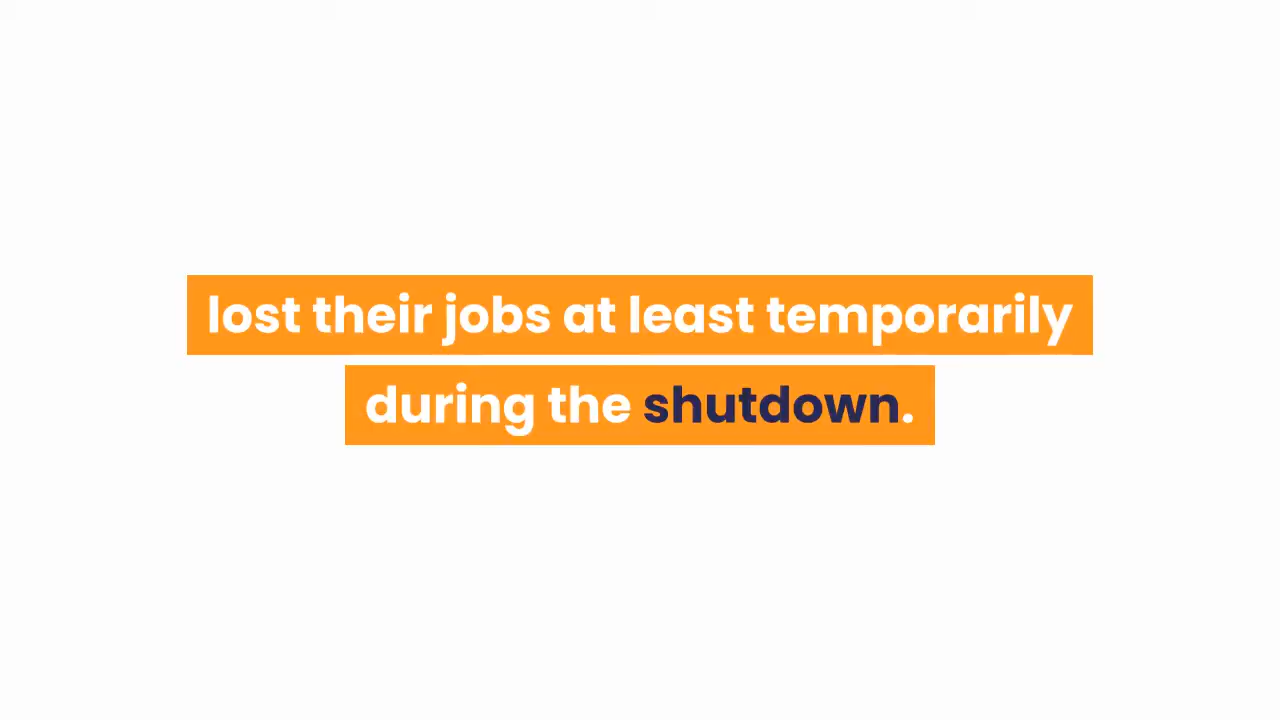 lost their jobs at least temporarily
during the shutdown.